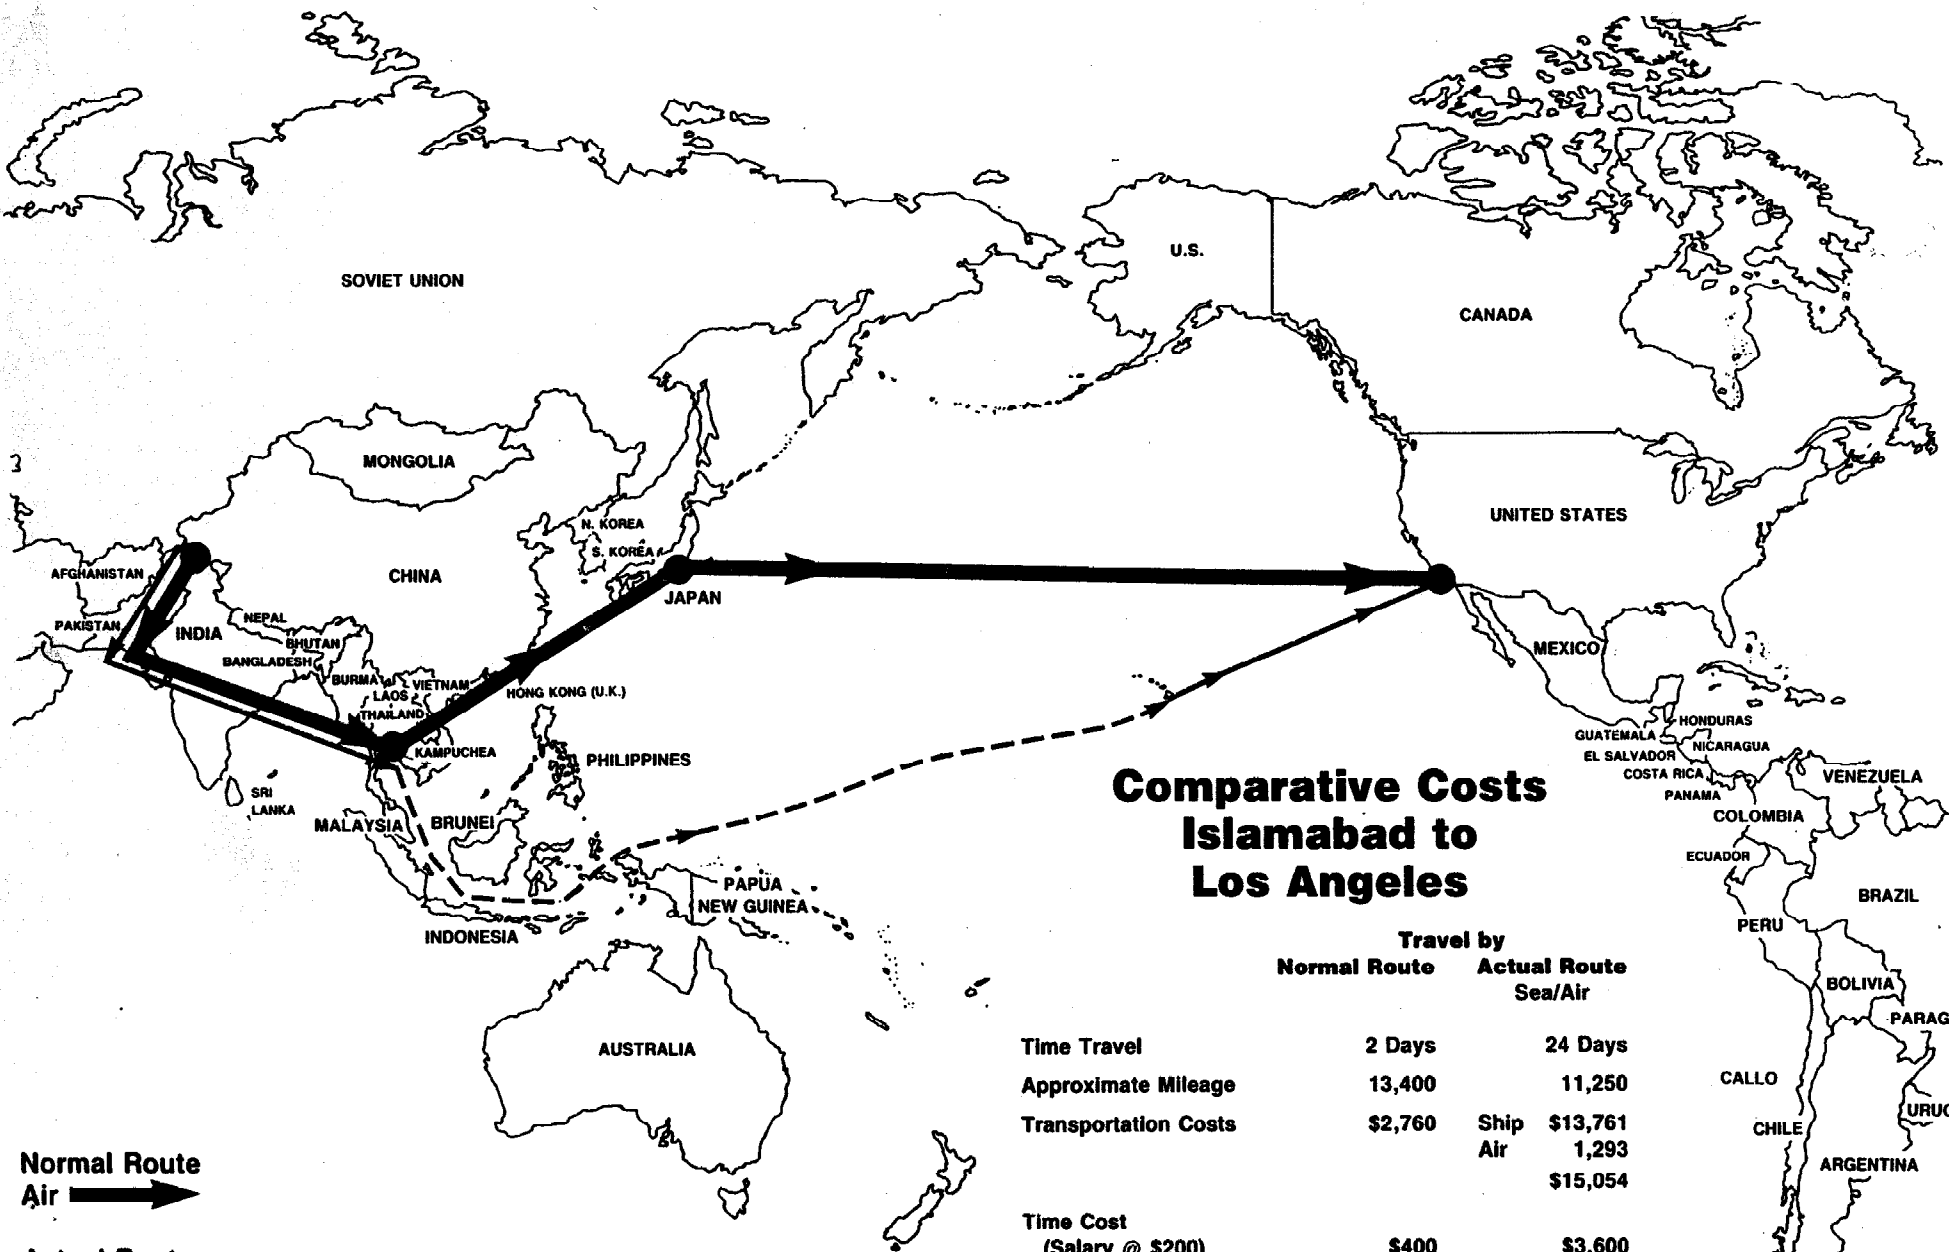 SOVIET UNION
U.S.
CANADA
MONGOLIA
UNITED STATES
N. KOREA
S. KOREA
AFGHANISTAN
CHINA
JAPAN
PAKISTAN
INDIA
NEPAL
BHUTAN
BANGLADESH
MEXICO
BURMA
VIETNAM
LAOS
HONG KONG (U.K.)
THAILAND
KAMPUCHEA
PHILIPPINES
HONDURAS
GUATEMALA
NICARAGUA
EL SALVADOR
COSTA RICA
VENEZUELA
PANAMA
SRI
LANKA
COLOMBIA
MALAYSIA
BRUNEI
ECUADOR
PAPUA
NEW GUINEA
BRAZIL
PERU
INDONESIA
BOLIVIA
PARAG
AUSTRALIA
CALLO
URUG
CHILE
ARGENTINA
Comparative Costs
Islamabad to
Los Angeles
Travel by
Normal Route Actual Route
Sea/Air
Time Travel 2 Days 24 Days
Approximate Mileage 13,400 11,250
Transportation Costs $2,760 Ship $13,761
Air 1,293
$15,054
Time Cost
(Salary @ $200) $400 $3,600
Normal Route
Air